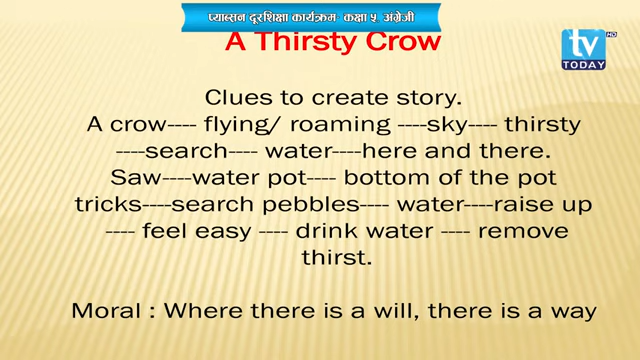 प्याब्सन दूरशिक्षा कार्यक्रम- कक्षा ५, अंग्रेजी
A Thirsty Crow
tv HD
TODAY
Clues to create story.
A crow---- flying/ roaming ----sky---- thirsty
----search---- water----here and there.
Saw----water pot---- bottom of the pot
tricks----search pebbles---- water----raise up
---- feel easy ---- drink water ---- remove
thirst.
Moral : Where there is a will, there is a way